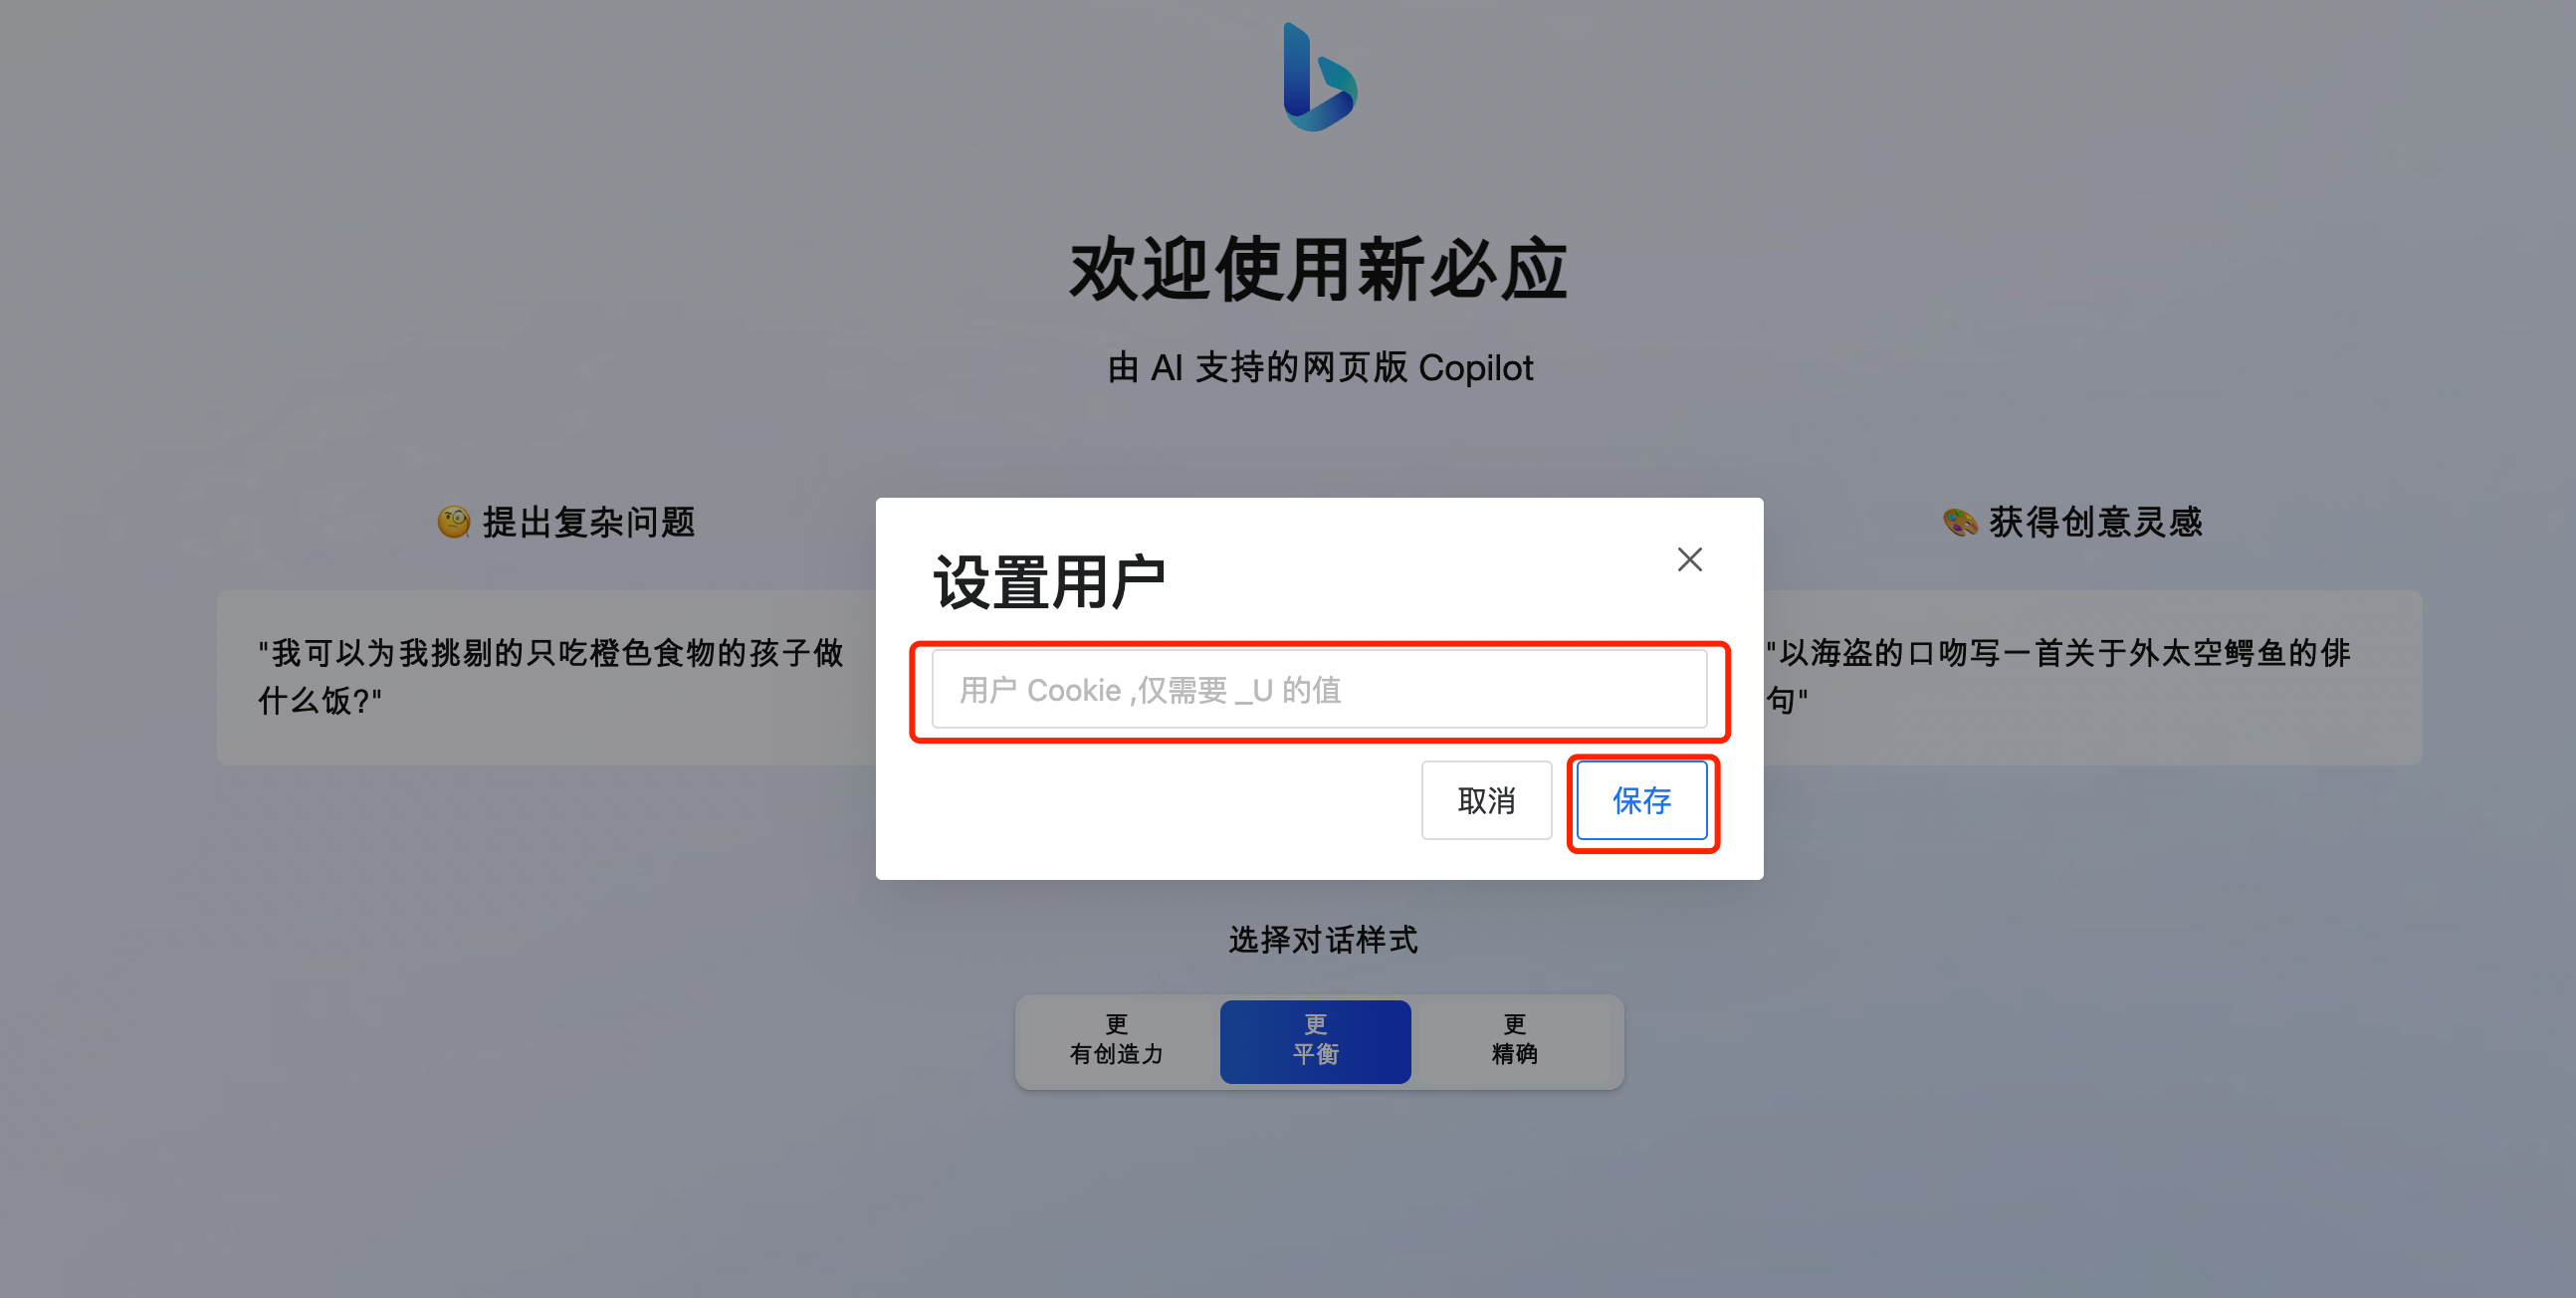 欢迎使用新必应
由 AI 支持的网页版 Copilot
🧐 提出复杂问题
"我可以为我挑剔的只吃橙色食物的孩子做
什么饭?"
🎨 获得创意灵感
"以海盗的口吻写一首关于外太空鳄鱼的俳
句"
设置用户
用户 Cookie ,仅需要 _U 的值
取消
保存
选择对话样式
更
有创造力
更
平衡
更
精确